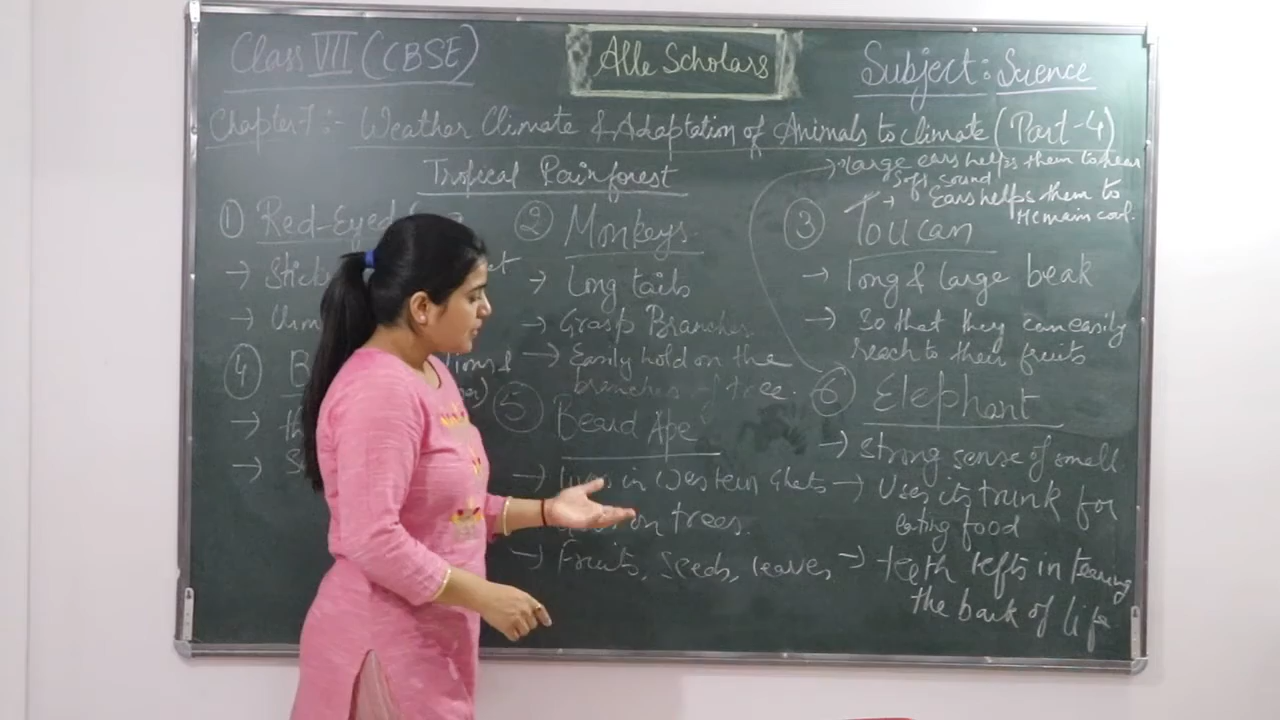 Class VII (CBSE)
Alle Scholars
Subject : Science
Chapter 7 :- Weather Climate & Adaptation of Animals to climate (Part-4)
Tropical Rainforest
→ large ears helps them to hear
soft sound
→ Ears helps them to
remain cool.
① Red-Eyed
→
→
④ B
→ th
→ S
② Monkeys
→ Long tails
→ Grasp Branches
→ Easily hold on the
branches of tree.
⑤ Beard Ape
→ lives in Western Ghats
on trees.
→ Fruits, seeds, leaves
③ Toucan
→ long & large beak
→ So that they can easily
reach to their fruits
⑥ Elephant
→ Strong sense of smell
→ Uses its trunk for
eating food
→ teeth in tearing
the bark of